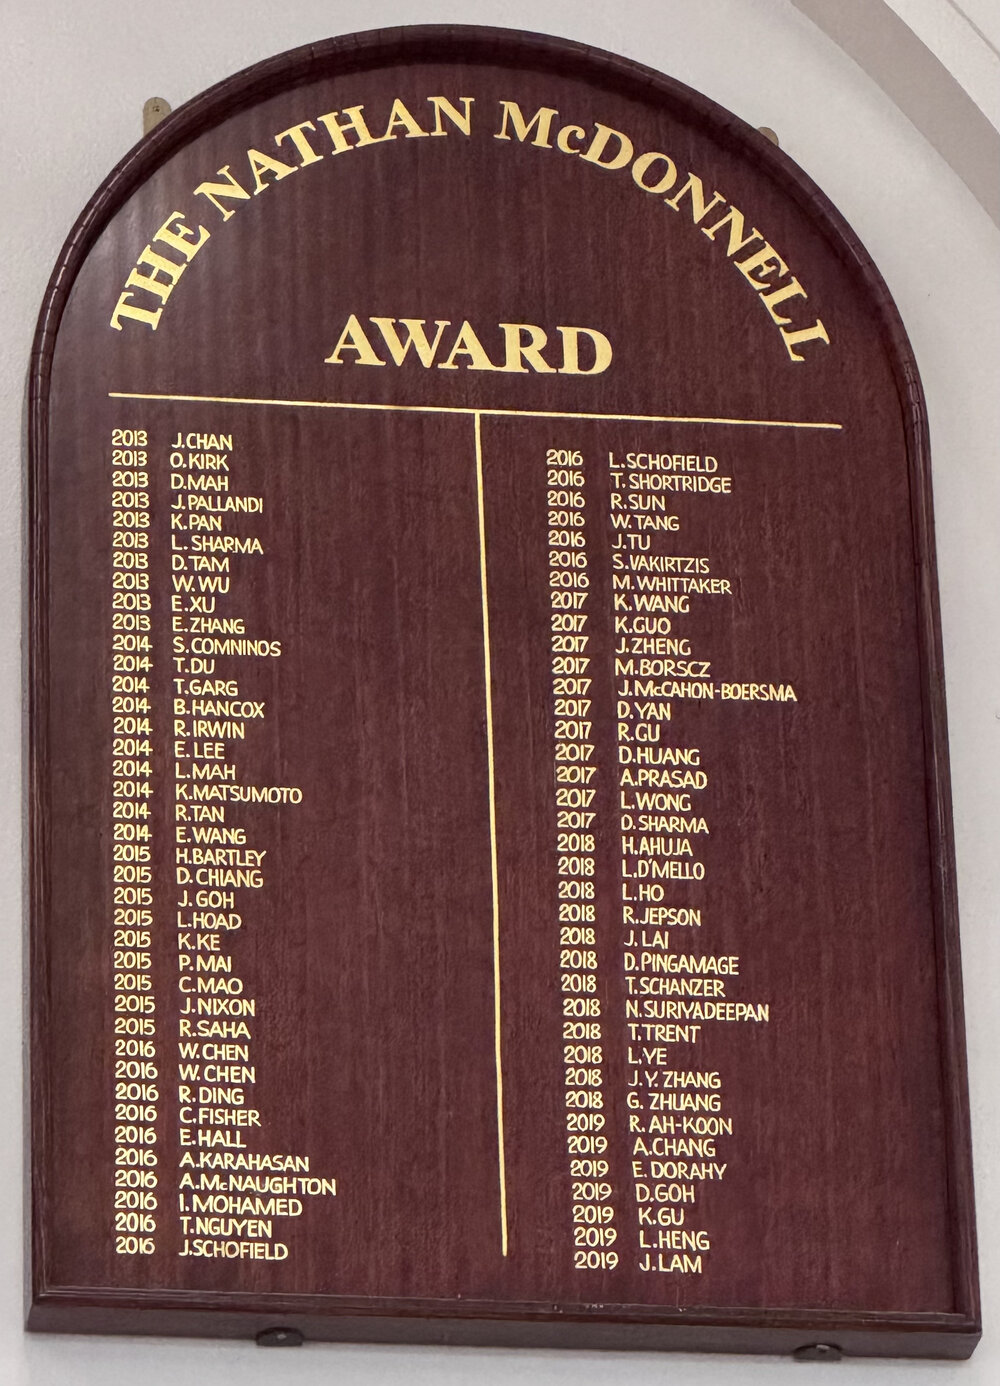 THE NATHAN McDONNELL
AWARD
2013 J.CHAN
2013 O.KIRK
2013 D.MAH
2013 J.PALLANDI
2013 K.PAN
2013 L.SHARMA
2013 D.TAM
2013 W.WU
2013 E.XU
2013 E.ZHANG
2014 S.COMNINOS
2014 T.DU
2014 T.GARG
2014 B.HANCOX
2014 R.IRWIN
2014 E.LEE
2014 L.MAH
2014 K.MATSUMOTO
2014 R.TAN
2014 E.WANG
2015 H.BARTLEY
2015 D.CHIANG
2015 J.GOH
2015 L.HOAD
2015 K.KE
2015 P.MAI
2015 C.MAO
2015 J.NIXON
2015 R.SAHA
2016 W.CHEN
2016 W.CHEN
2016 R.DING
2016 C.FISHER
2016 E.HALL
2016 A.KARAHASAN
2016 A.McNAUGHTON
2016 I.MOHAMED
2016 T.NGUYEN
2016 J.SCHOFIELD
2016 L.SCHOFIELD
2016 T.SHORTRIDGE
2016 R.SUN
2016 W.TANG
2016 J.TU
2016 S.VAKIRTZIS
2016 M.WHITTAKER
2017 K.WANG
2017 K.GUO
2017 J.ZHENG
2017 M.BORSCZ
2017 J.McCAHON-BOERSMA
2017 D.YAN
2017 R.GU
2017 D.HUANG
2017 A.PRASAD
2017 L.WONG
2017 D.SHARMA
2018 H.AHUJA
2018 L.D'MELLO
2018 L.HO
2018 R.JEPSON
2018 J.LAI
2018 D.PINGAMAGE
2018 T.SCHANZER
2018 N.SURIYADEEPAN
2018 T.TRENT
2018 L.YE
2018 J.Y.ZHANG
2018 G.ZHUANG
2019 R.AH-KOON
2019 A.CHANG
2019 E.DORAHY
2019 D.GOH
2019 K.GU
2019 L.HENG
2019 J.LAM